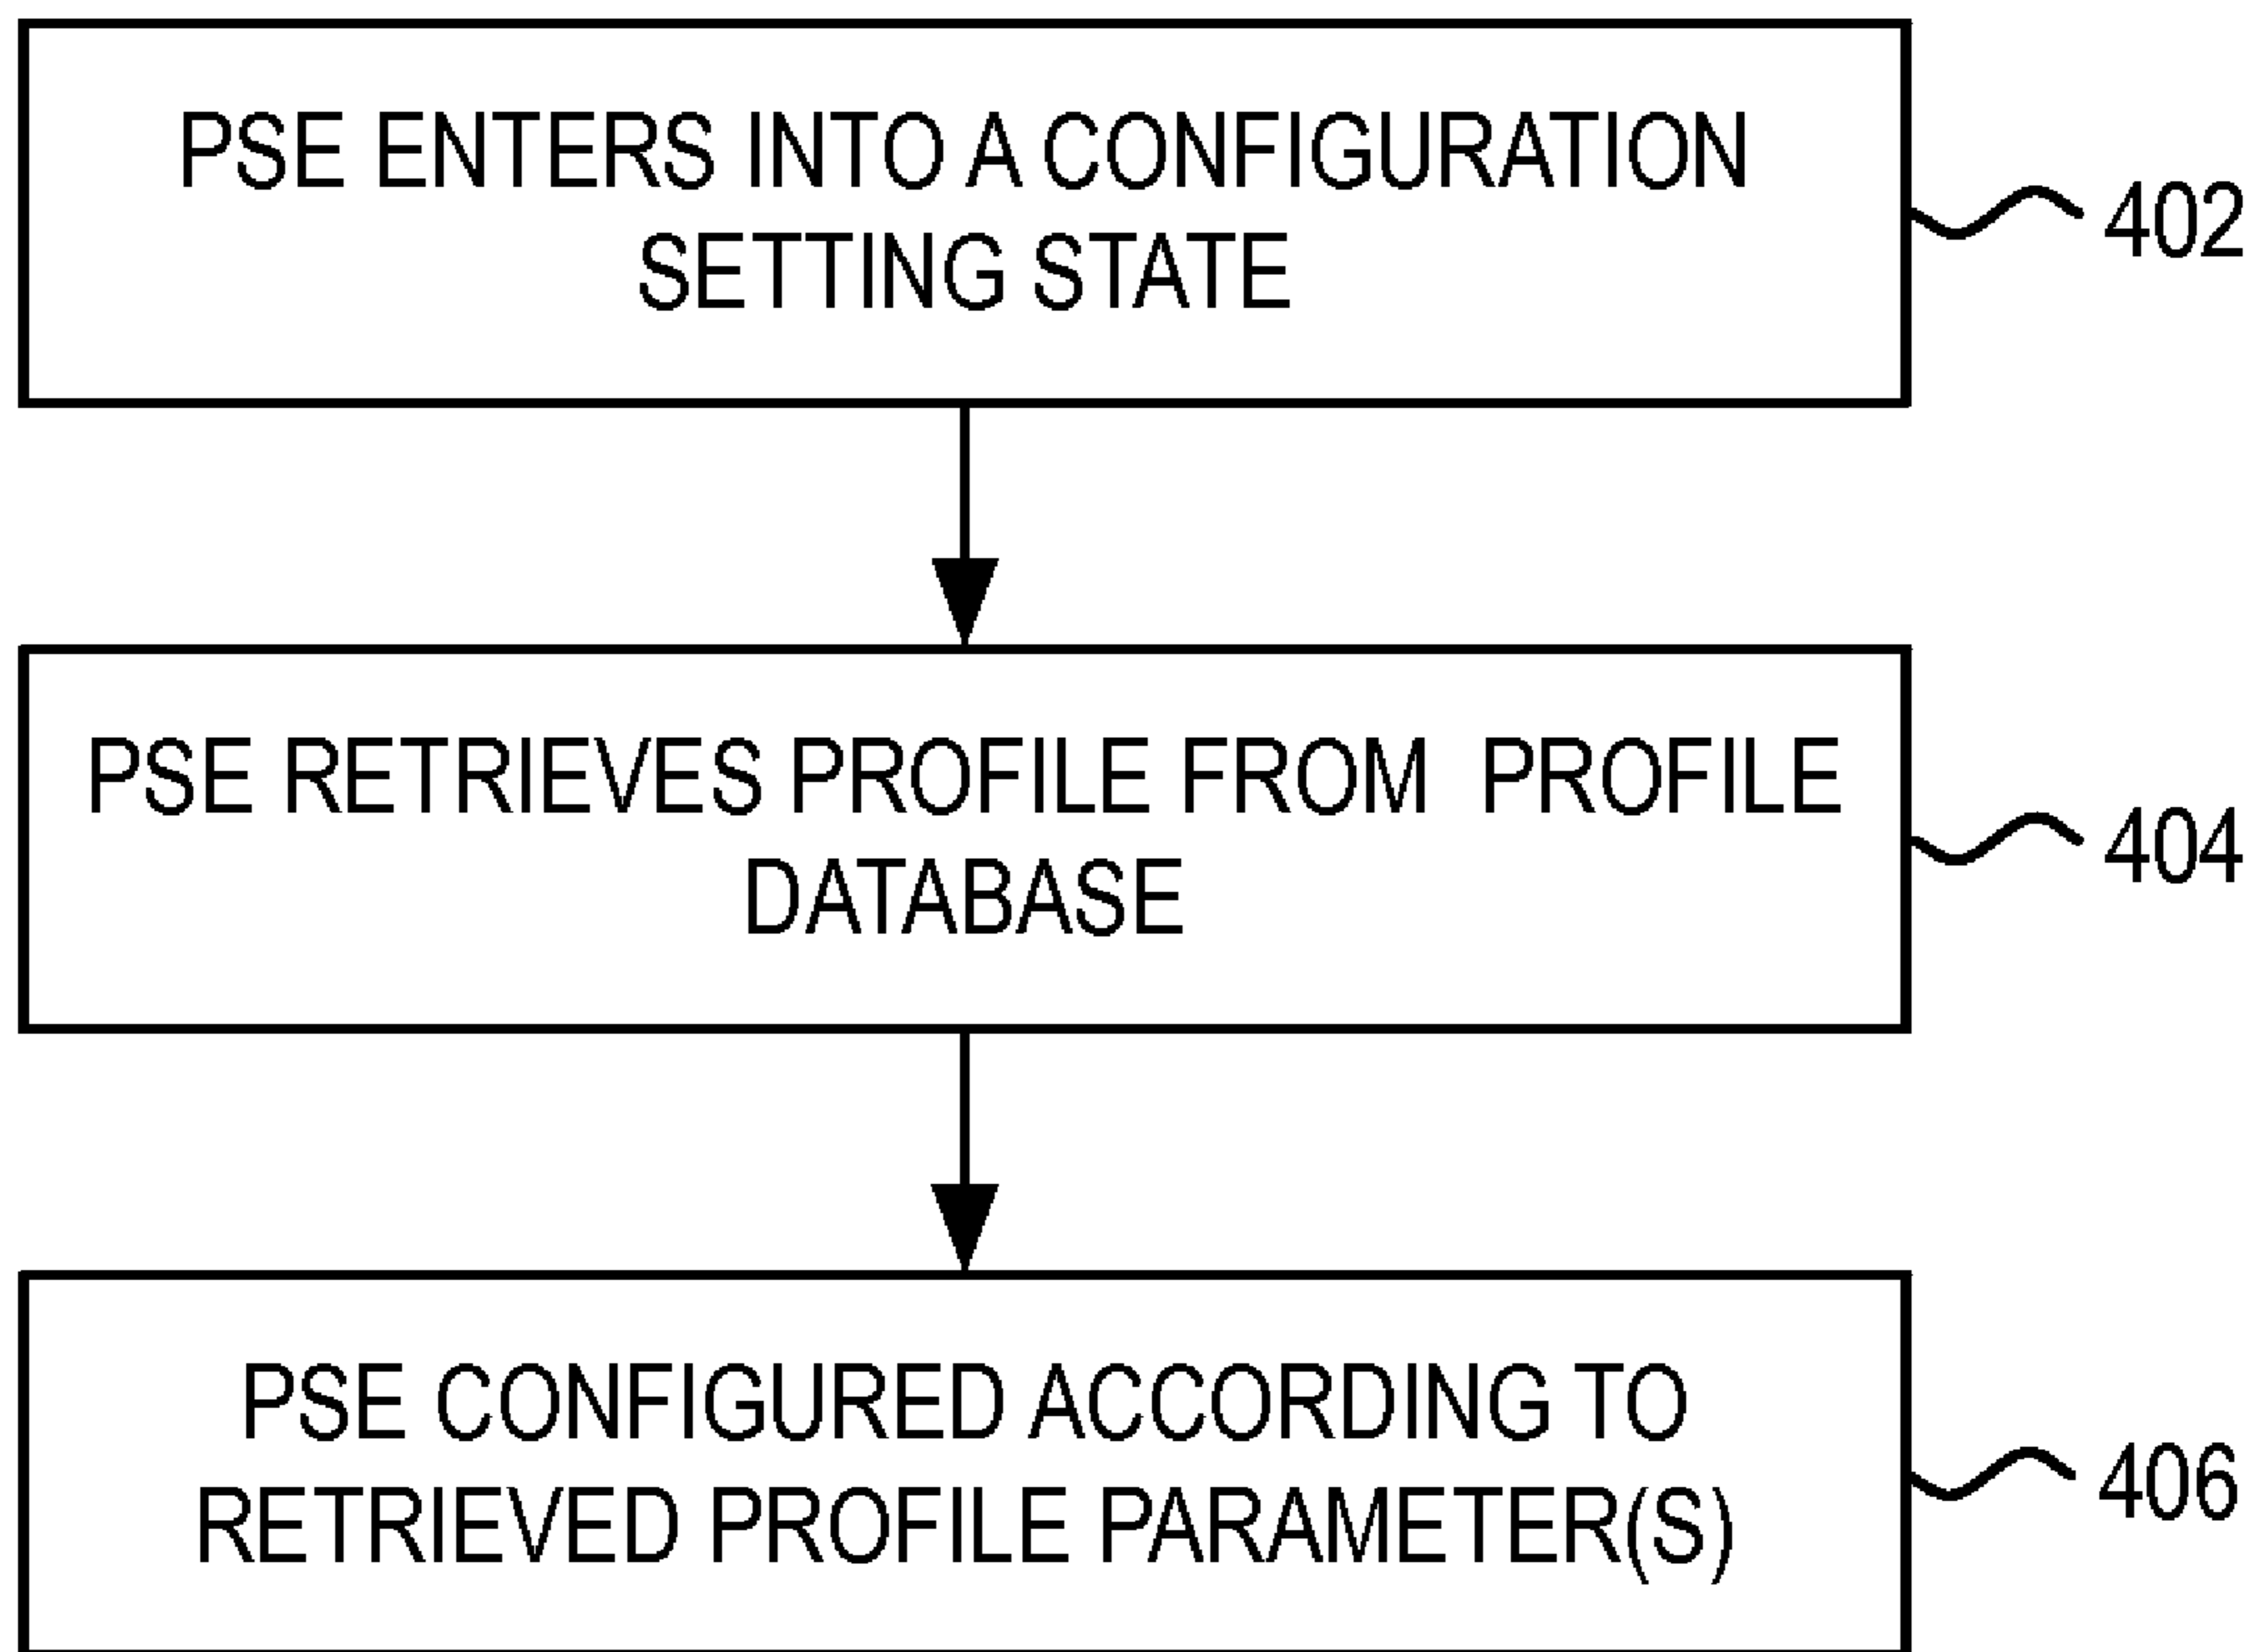 PSE ENTERS INTO A CONFIGURATION
SETTING STATE
402
PSE RETRIEVES PROFILE FROM PROFILE
DATABASE
404
PSE CONFIGURED ACCORDING TO
RETRIEVED PROFILE PARAMETER(S)
406